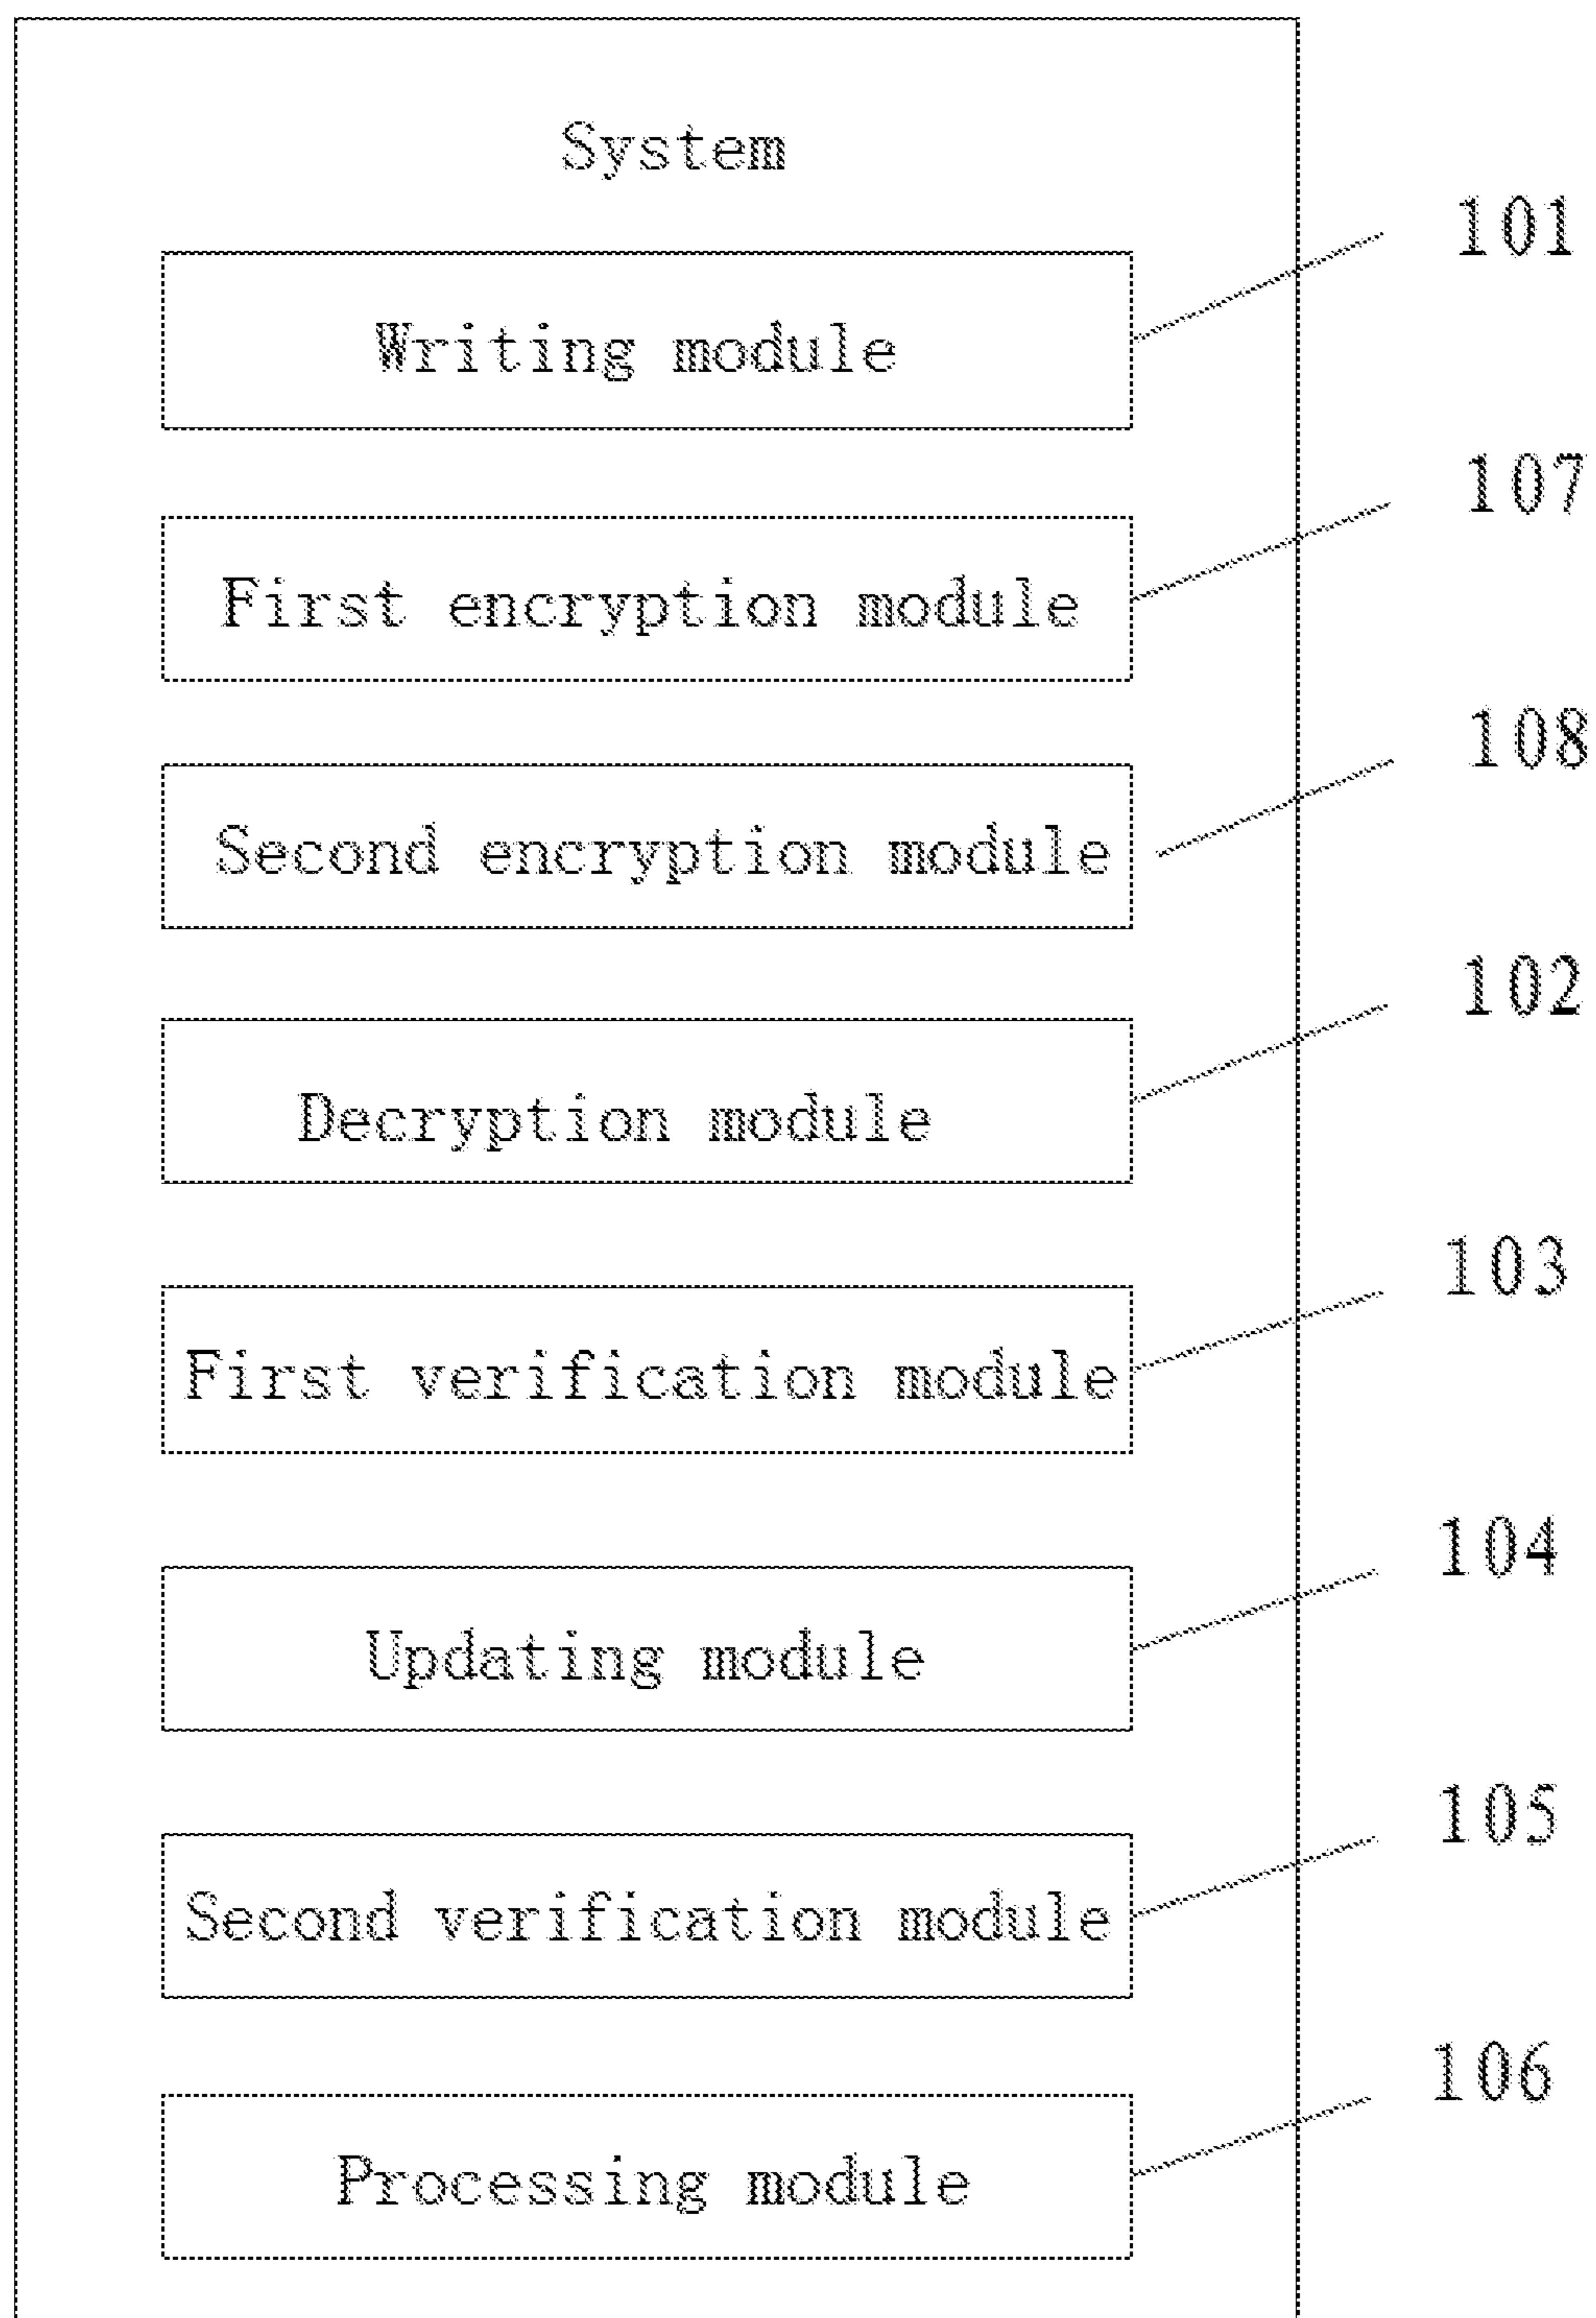 System
Writing module
101
First encryption module
107
Second encryption module
108
Decryption module
102
First verification module
103
Updating module
104
Second verification module
105
Processing module
106